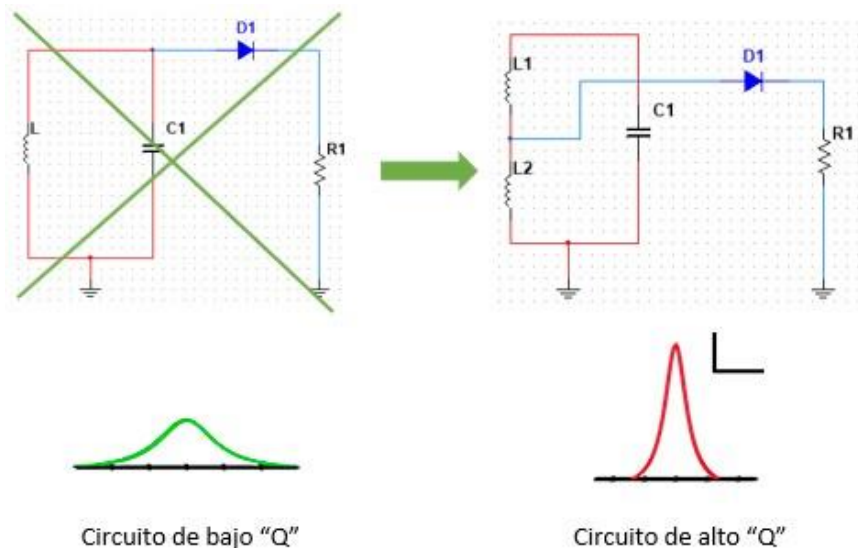 D1
L
C1
R1
L1
D1
C1
L2
R1
Circuito de bajo “Q”
Circuito de alto “Q”